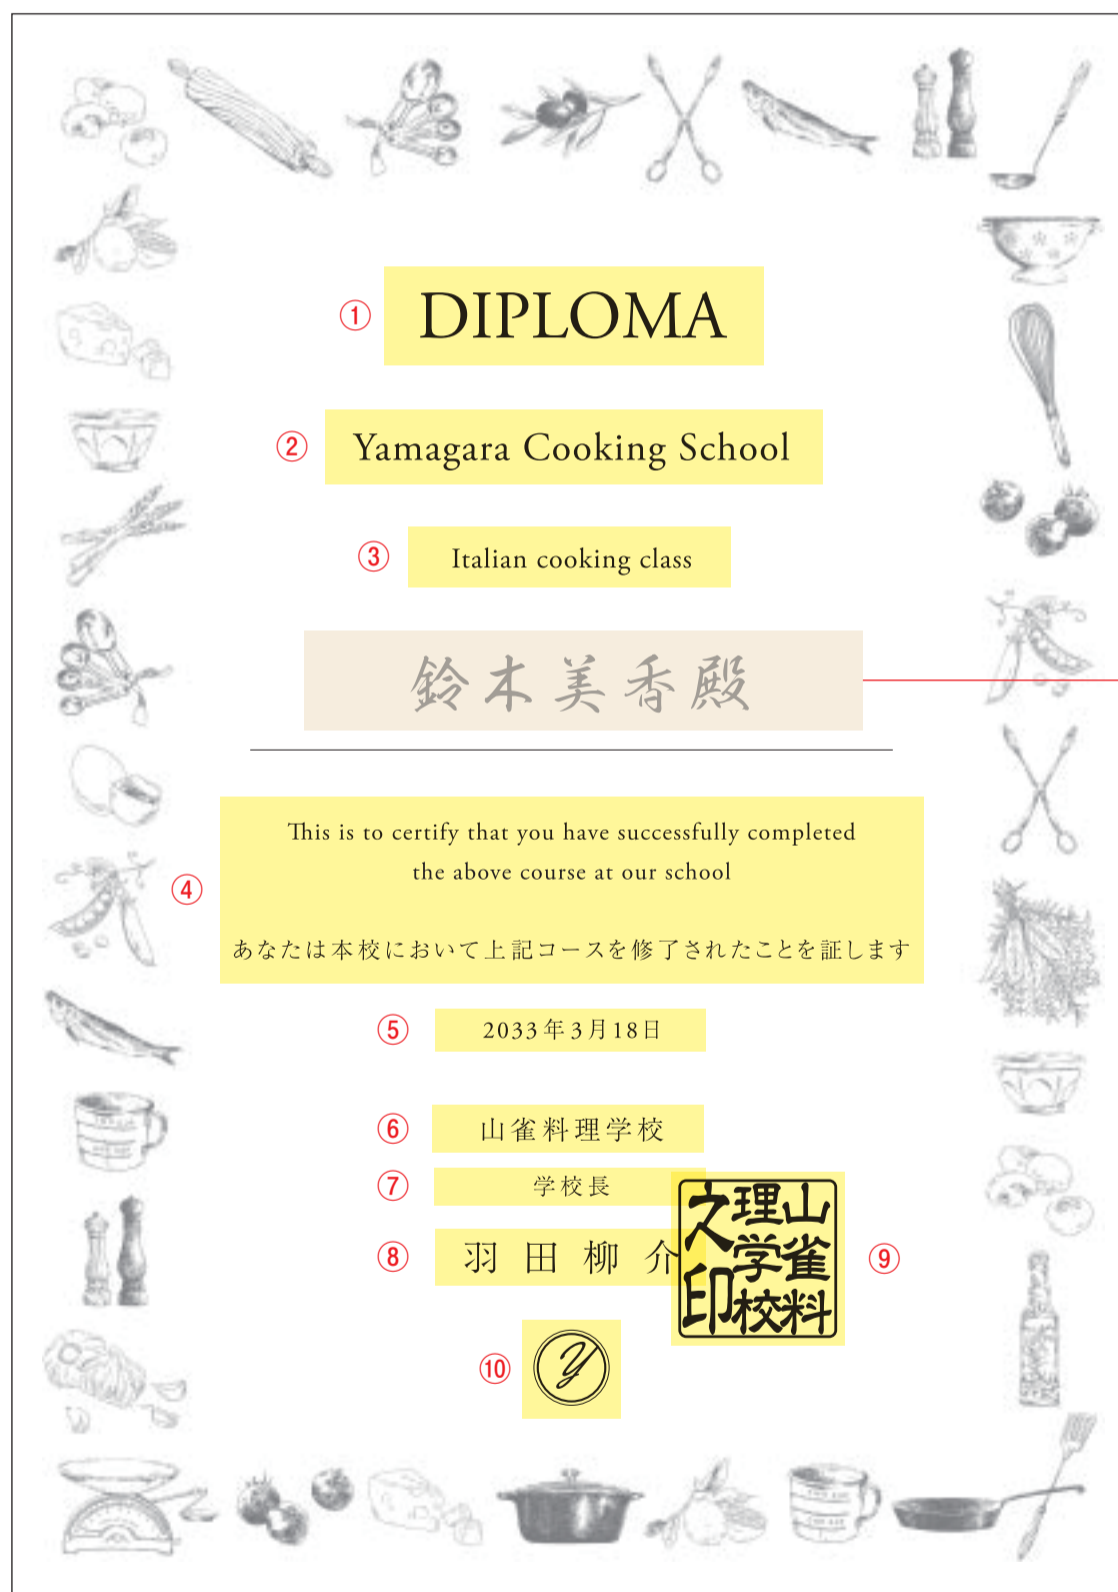 ① DIPLOMA
② Yamagara Cooking School
③ Italian cooking class
鈴木美香殿
④ This is to certify that you have successfully completed
the above course at our school
あなたは本校において上記コースを修了されたことを証します
⑤ 2033年3月18日
⑥ 山雀料理学校
⑦ 学校長
⑧ 羽田柳介
⑨ 山雀料
理学校
之印
⑩ Y